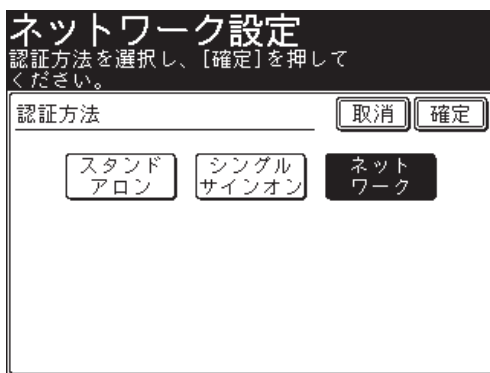 ネットワーク設定
認証方法を選択し、[確定]を押して
ください。
認証方法
取消
確定
スタンド
アロン
シングル
サインオン
ネット
ワーク